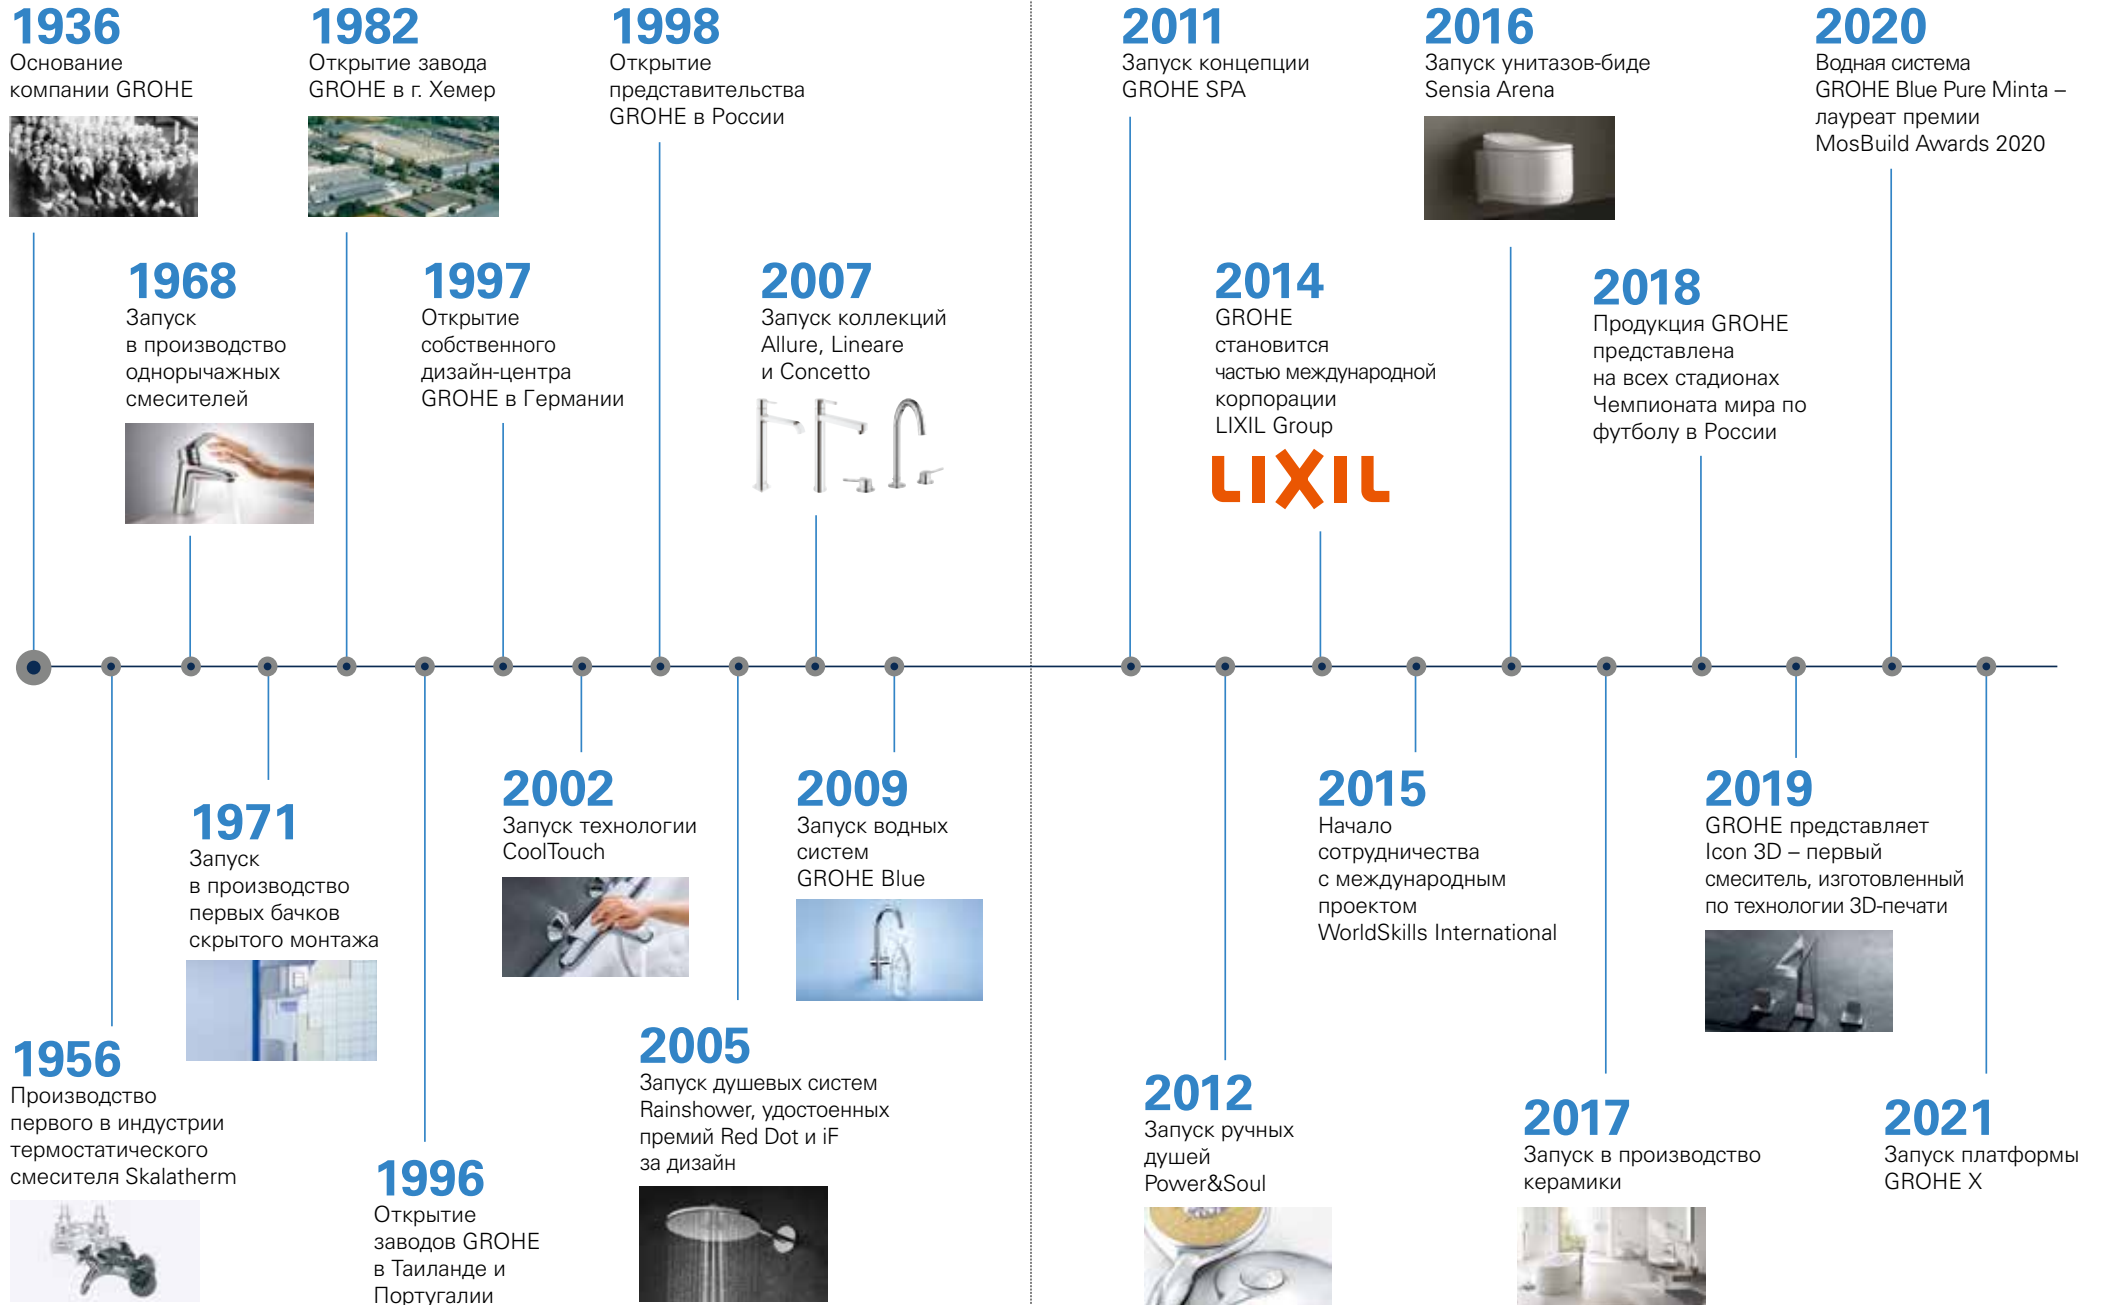 1936
Основание
компании GROHE
1982
Открытие завода
GROHE в г. Хемер
1998
Открытие
представительства
GROHE в России
2011
Запуск концепции
GROHE SPA
2016
Запуск унитазов-биде
Sensia Arena
2020
Водная система
GROHE Blue Pure Minta –
лауреат премии
MosBuild Awards 2020
1968
Запуск
в производство
однорычажных
смесителей
1997
Открытие
собственного
дизайн-центра
GROHE в Германии
2007
Запуск коллекций
Allure, Lineare
и Concetto
2014
GROHE
становится
частью международной
корпорации
LIXIL Group
LIXIL
2018
Продукция GROHE
представлена
на всех стадионах
Чемпионата мира по
футболу в России
1971
Запуск
в производство
первых бачков
скрытого монтажа
2002
Запуск технологии
CoolTouch
2009
Запуск водных
систем
GROHE Blue
2015
Начало
сотрудничества
с международным
проектом
WorldSkills International
2019
GROHE представляет
Icon 3D – первый
смеситель, изготовленный
по технологии 3D-печати
1956
Производство
первого в индустрии
термостатического
смесителя Skalatherm
1996
Открытие
заводов GROHE
в Таиланде и
Португалии
2005
Запуск душевых систем
Rainshower, удостоенных
премий Red Dot и iF
за дизайн
2012
Запуск ручных
душей
Power&Soul
2017
Запуск в производство
керамики
2021
Запуск платформы
GROHE X